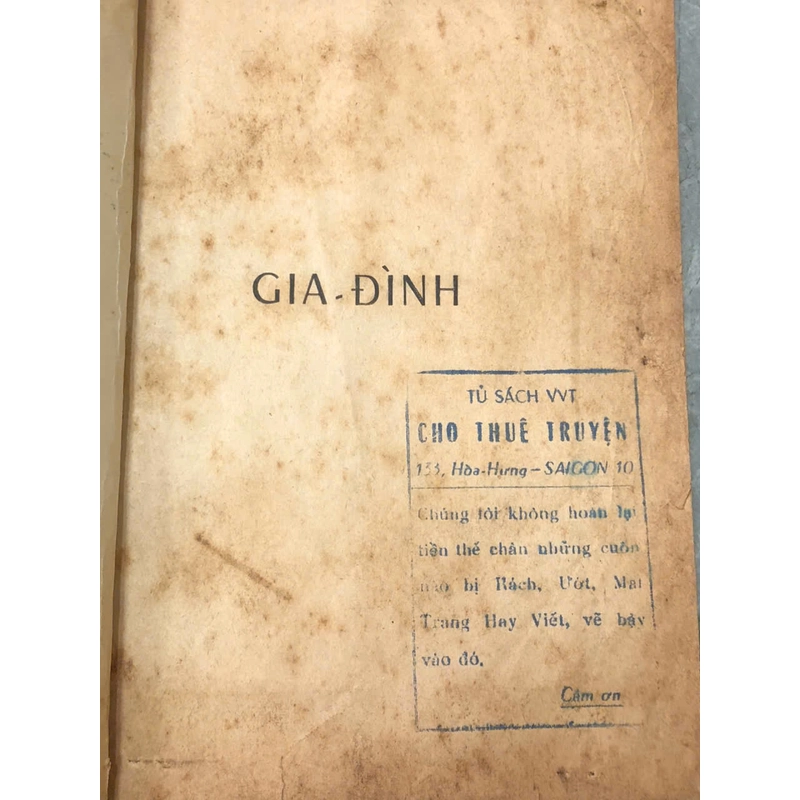 GIA-ĐÌNH
TỦ SÁCH VVT
CHO THUÊ TRUYỆN
133, Hòa-Hưng – SAIGON 10
Chúng tôi không hoàn lại
tiền thế chân những cuốn
nào bị Rách, Ướt, Mất
Trang Hay Viết, vẽ bậy
vào đó.
Cám ơn